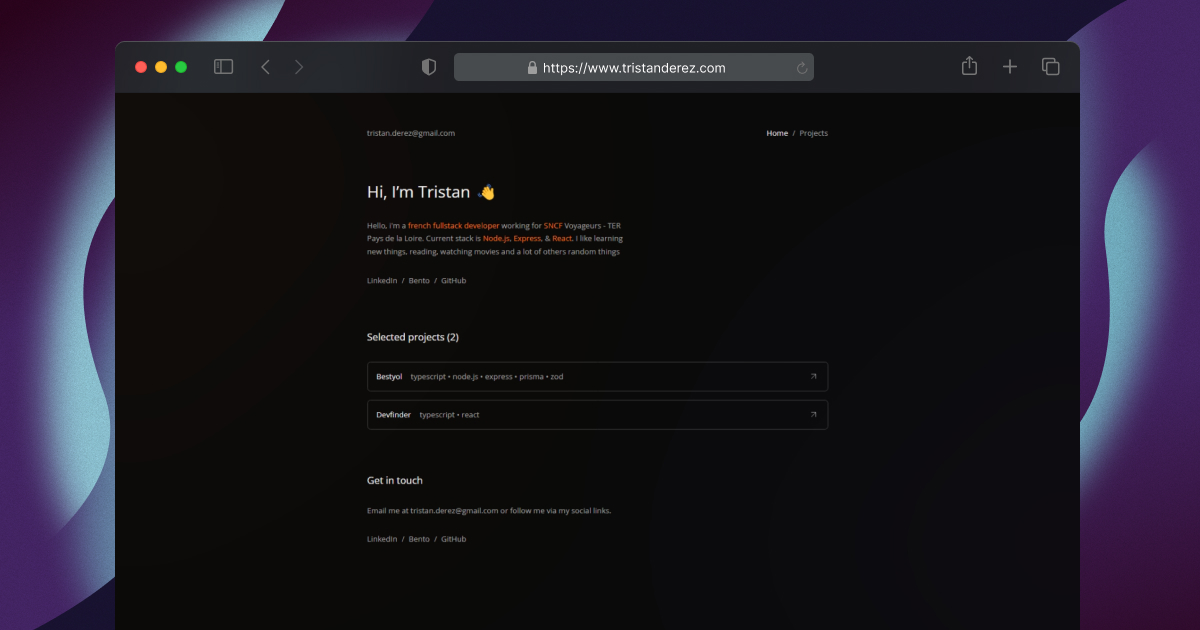 https://www.tristanderez.com
tristan.derez@gmail.com
Home / Projects
Hi, I’m Tristan 👋
Hello, i'm a french fullstack developer working for SNCF Voyageurs - TER
Pays de la Loire. Current stack is Node.js, Express, & React. I like learning
new things, reading, watching movies and a lot of others random things
LinkedIn / Bento / GitHub
Selected projects (2)
Bestyol typescript • node.js • express • prisma • zod
Devfinder typescript • react
Get in touch
Email me at tristan.derez@gmail.com or follow me via my social links.
LinkedIn / Bento / GitHub